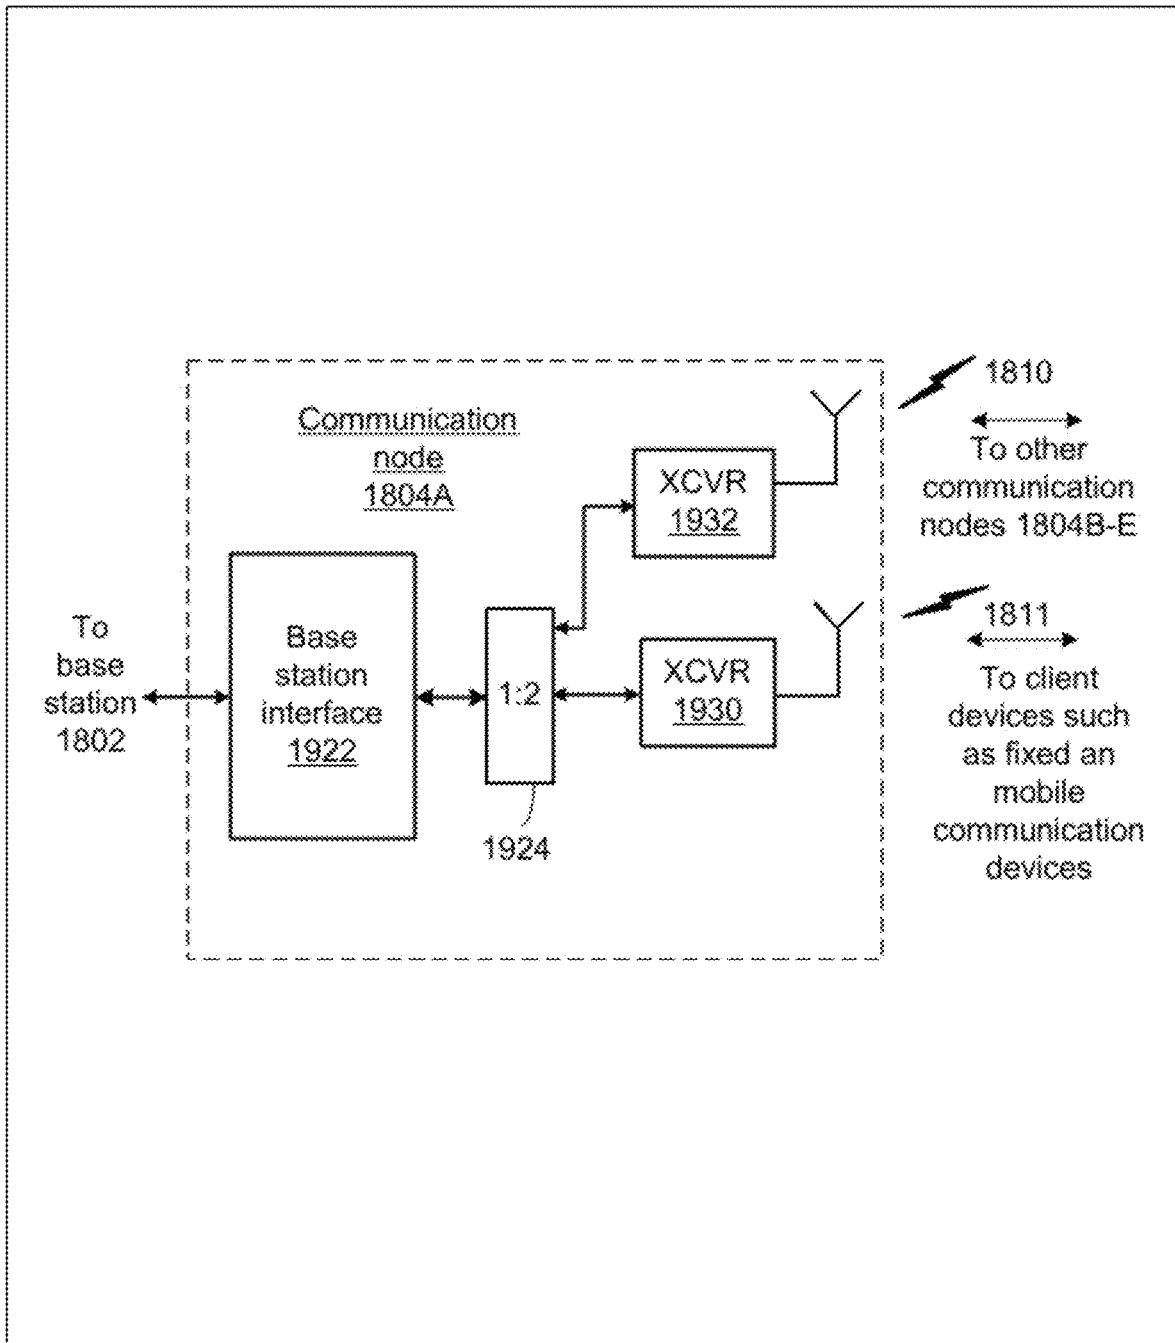 Communication
node
1804A
To
base
station
1802
Base
station
interface
1922
1:2
1924
XCVR
1932
XCVR
1930
1810
To other
communication
nodes 1804B-E
1811
To client
devices such
as fixed an
mobile
communication
devices